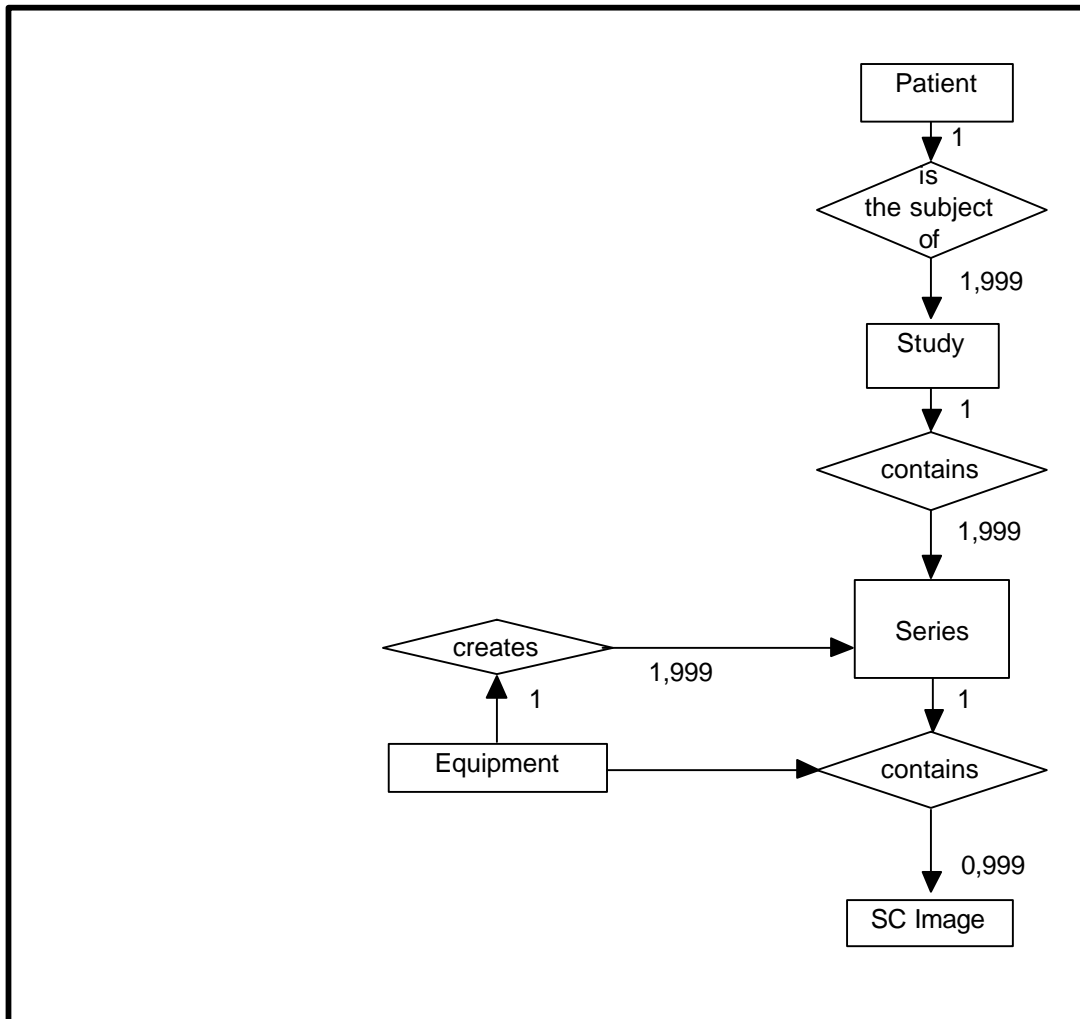 Patient
1
is
the subject
of
1,999
Study
1
contains
1,999
Series
creates
1,999
1
1
Equipment
contains
0,999
SC Image